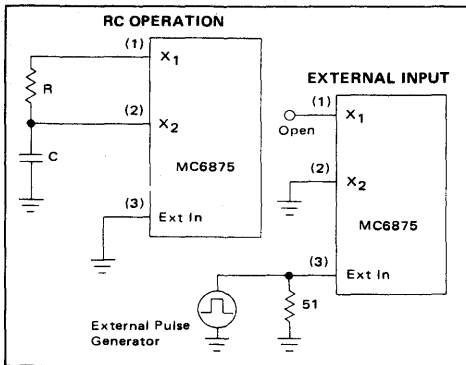 RC OPERATION
(1)
X1
R
(2)
X2
C
MC6875
(3)
Ext In
EXTERNAL INPUT
(1)
X1
Open
(2)
X2
MC6875
(3)
Ext In
51
External Pulse
Generator